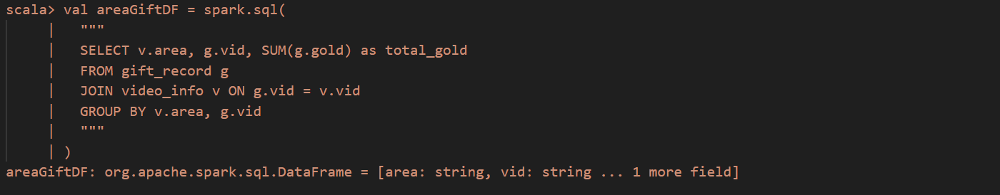 scala> val areaGiftDF = spark.sql(
     |   """
     |   SELECT v.area, g.vid, SUM(g.gold) as total_gold
     |   FROM gift_record g
     |   JOIN video_info v ON g.vid = v.vid
     |   GROUP BY v.area, g.vid
     |   """
     | )
areaGiftDF: org.apache.spark.sql.DataFrame = [area: string, vid: string ... 1 more field]